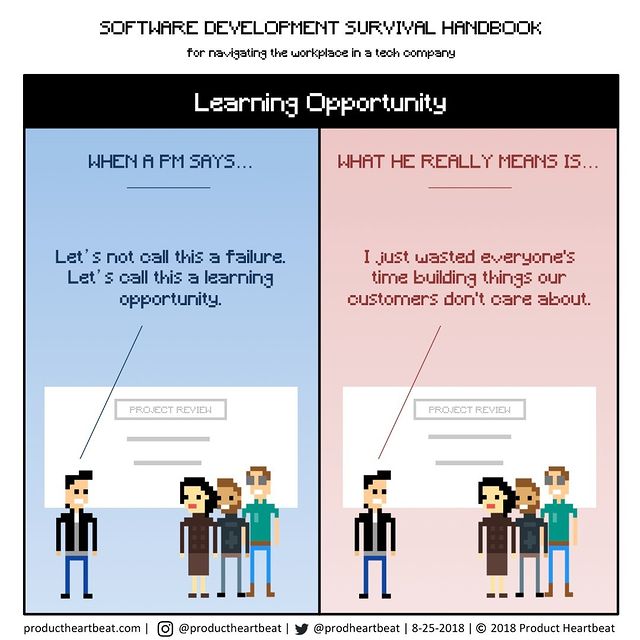 SOFTWARE DEVELOPMENT SURVIVAL HANDBOOK
for navigating the workplace in a tech company
Learning Opportunity
WHEN A PM SAYS...
Let's not call this a failure.
Let's call this a learning
opportunity.
PROJECT REVIEW
WHAT HE REALLY MEANS IS...
I just wasted everyone's
time building things our
customers don't care about.
PROJECT REVIEW
productheartbeat.com | @productheartbeat | @prodheartbeat | 8-25-2018 | © 2018 Product Heartbeat